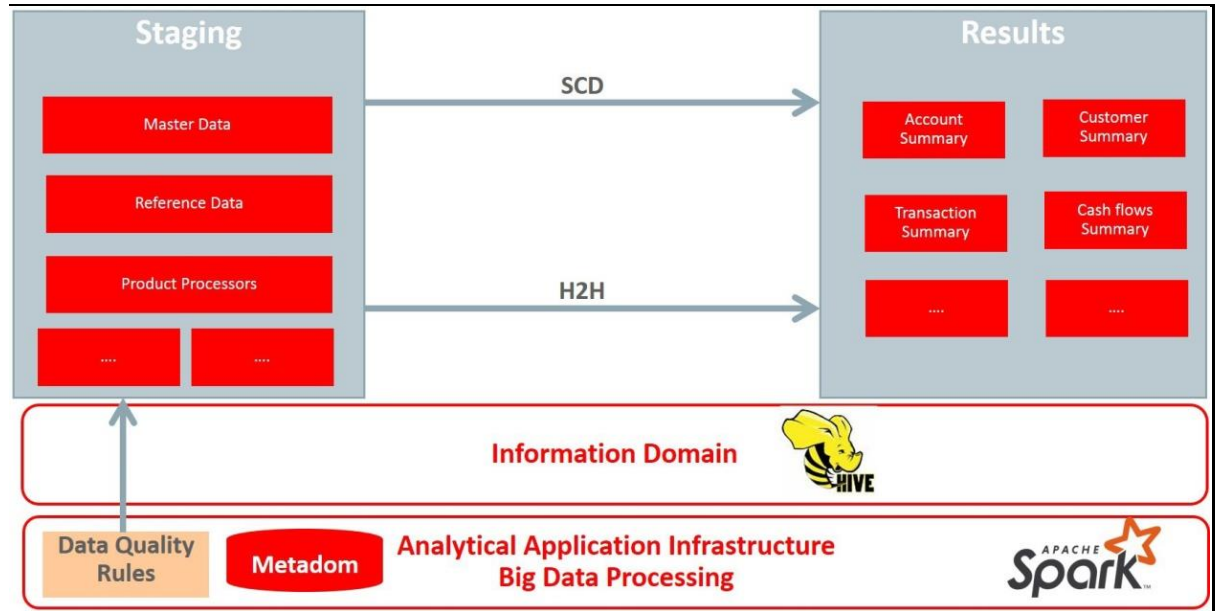 Staging
Master Data
Reference Data
Product Processors
....
....
SCD
H2H
Results
Account
Summary
Customer
Summary
Transaction
Summary
Cash flows
Summary
....
....
Information Domain
HIVE
Data Quality
Rules
Metadom
Analytical Application Infrastructure
Big Data Processing
APACHE
Spark
TM